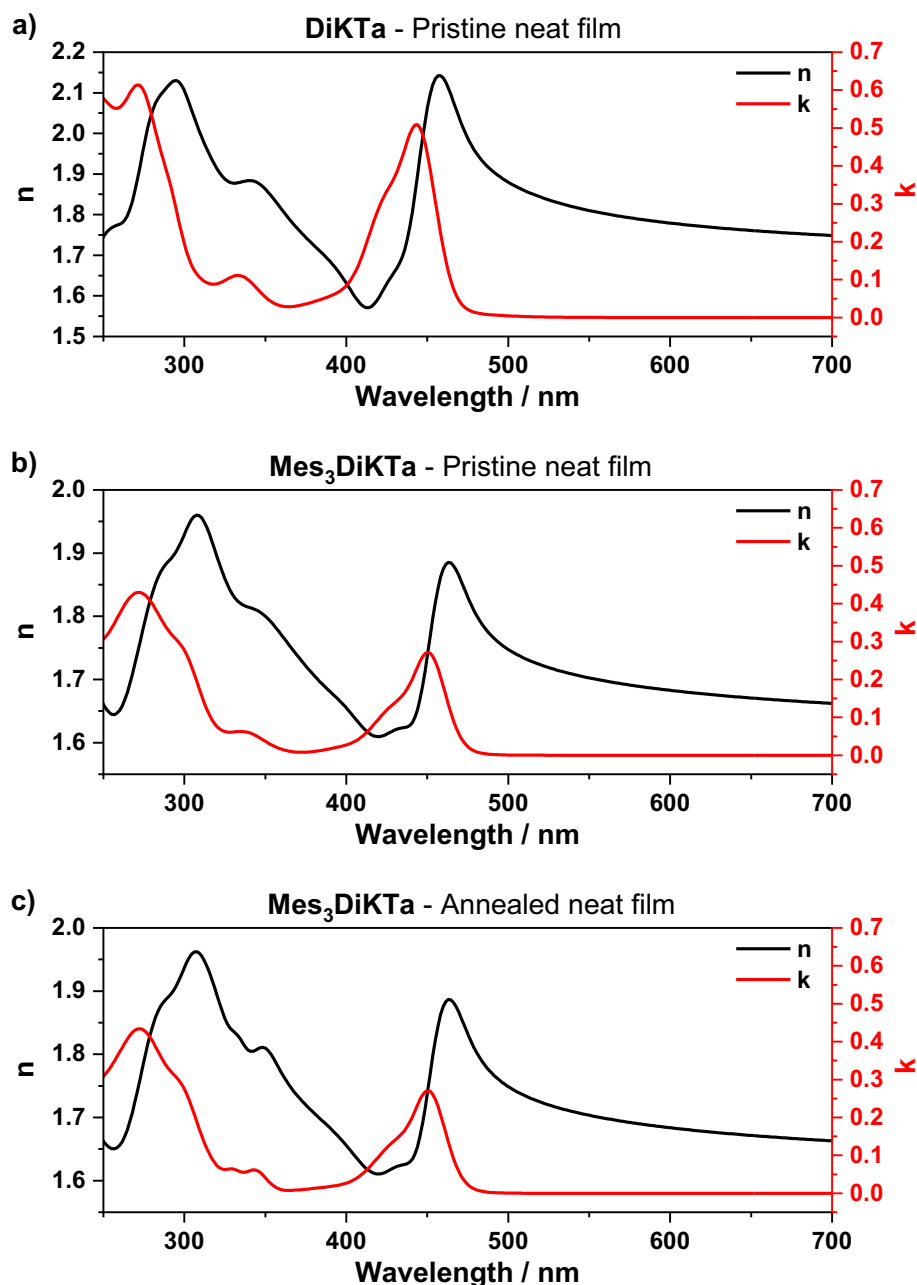 a)
DiKTa - Pristine neat film
2.2
2.1
2.0
1.9
1.8
1.7
1.6
1.5
n
0.7
0.6
0.5
0.4
0.3
0.2
0.1
0.0
k
n
k
300 400 500 600 700
Wavelength / nm
b)
Mes₃DiKTa - Pristine neat film
2.0
1.9
1.8
1.7
1.6
n
0.7
0.6
0.5
0.4
0.3
0.2
0.1
0.0
k
n
k
300 400 500 600 700
Wavelength / nm
c)
Mes₃DiKTa - Annealed neat film
2.0
1.9
1.8
1.7
1.6
n
0.7
0.6
0.5
0.4
0.3
0.2
0.1
0.0
k
n
k
300 400 500 600 700
Wavelength / nm